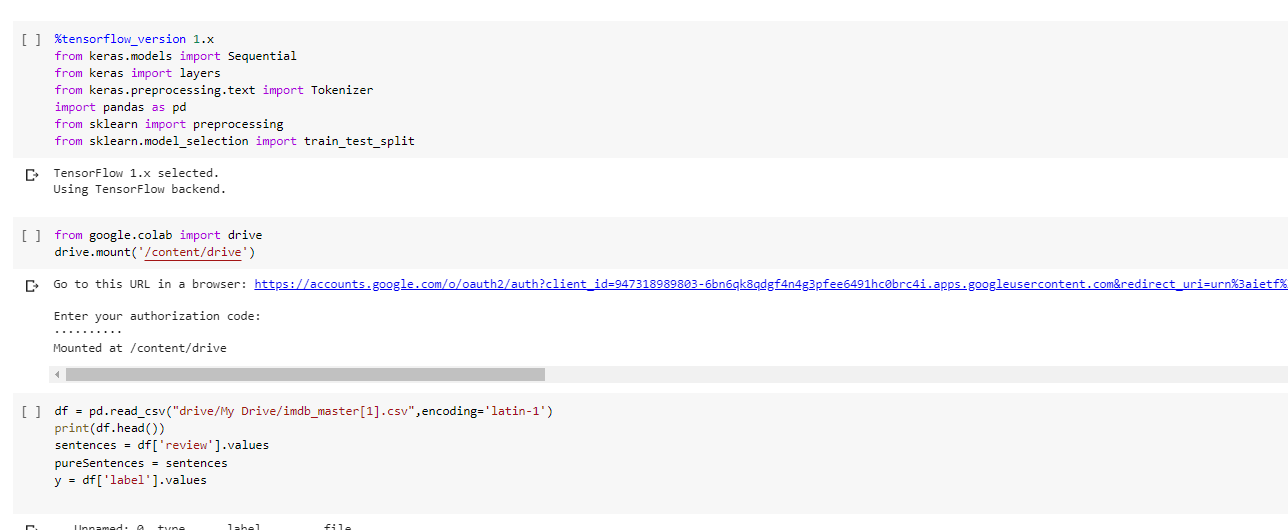 [ ] %tensorflow_version 1.x
from keras.models import Sequential
from keras import layers
from keras.preprocessing.text import Tokenizer
import pandas as pd
from sklearn import preprocessing
from sklearn.model_selection import train_test_split
TensorFlow 1.x selected.
Using TensorFlow backend.
[ ] from google.colab import drive
drive.mount('/content/drive')
Go to this URL in a browser: https://accounts.google.com/o/oauth2/auth?client_id=947318989803-6bn6qk8qdgf4n4g3pfee6491hc0brc4i.apps.googleusercontent.com&redirect_uri=urn%3aietf%
Enter your authorization code:
··········
Mounted at /content/drive
[ ] df = pd.read_csv("drive/My Drive/imdb_master[1].csv",encoding='latin-1')
print(df.head())
sentences = df['review'].values
pureSentences = sentences
y = df['label'].values
Unnamed: 0 type label file